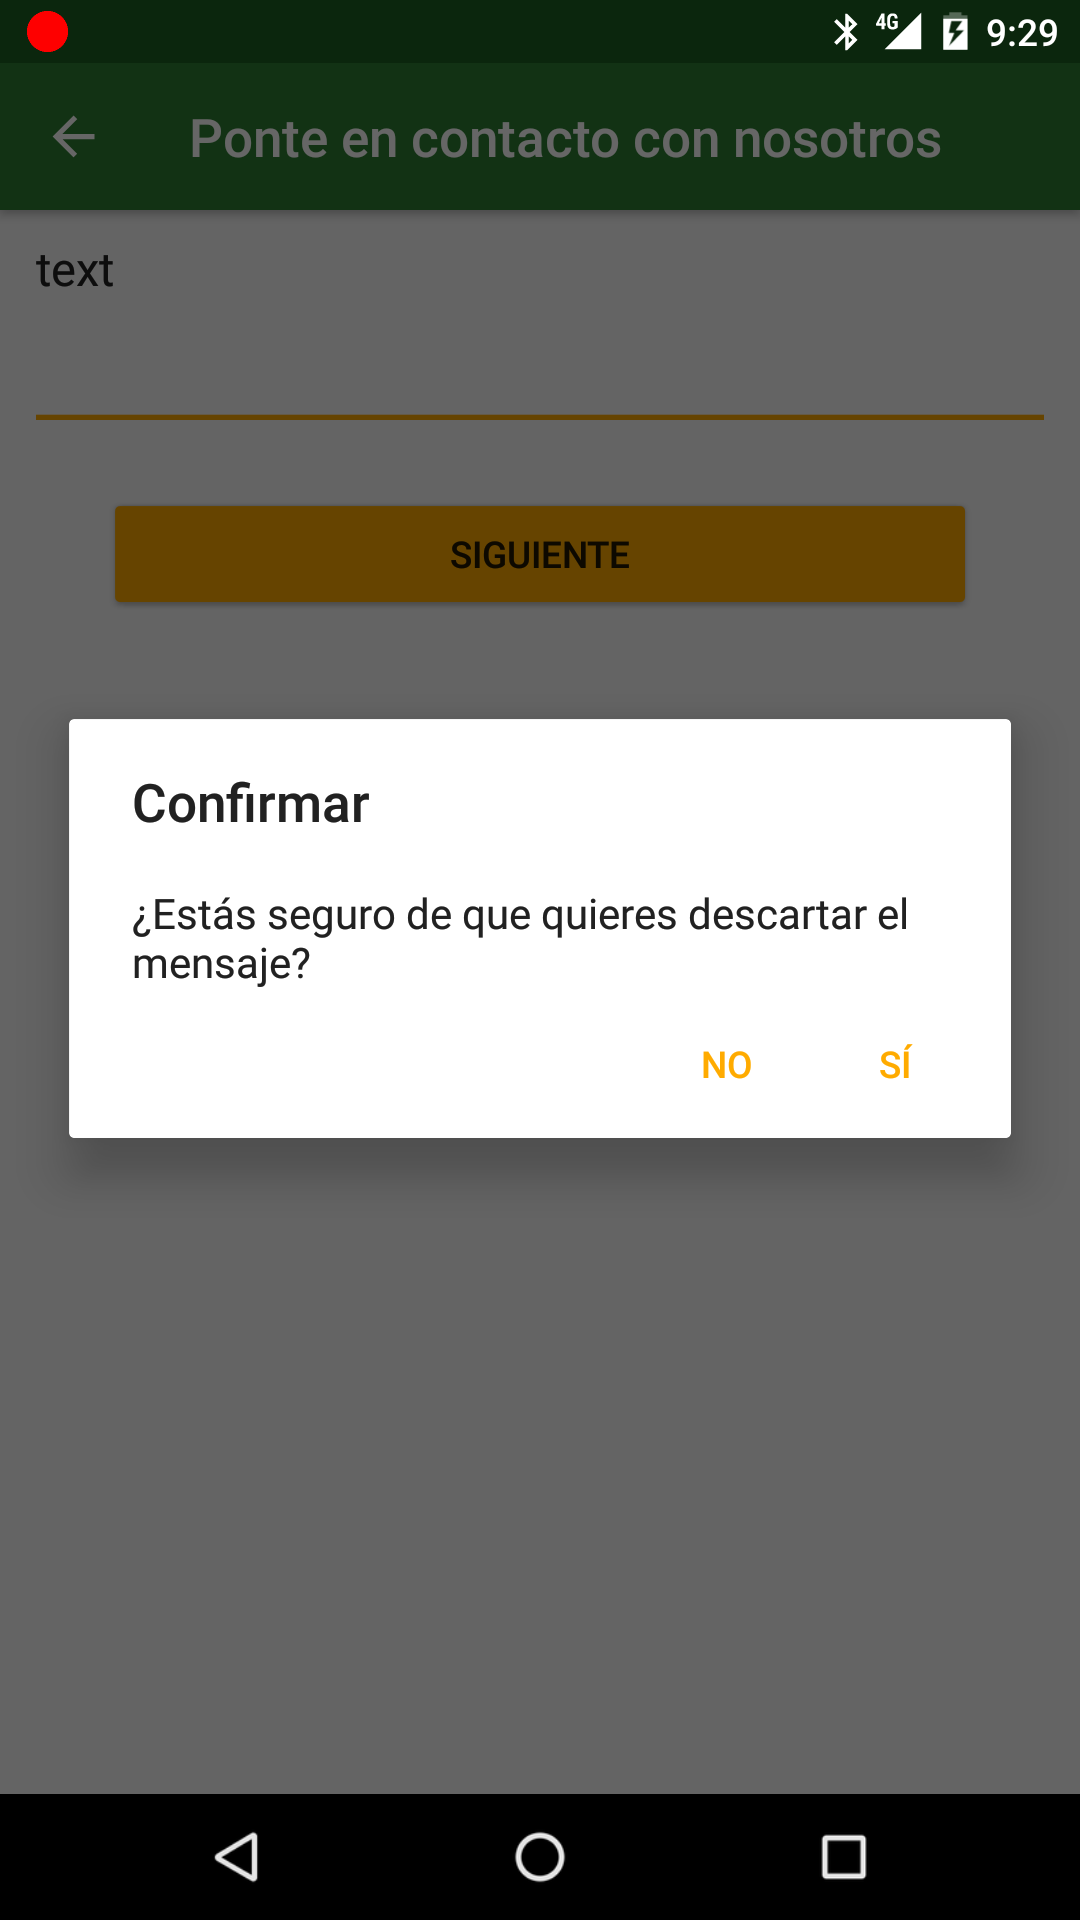 4G 9:29
Ponte en contacto con nosotros
text
SIGUIENTE
Confirmar
¿Estás seguro de que quieres descartar el
mensaje?
NO SÍ